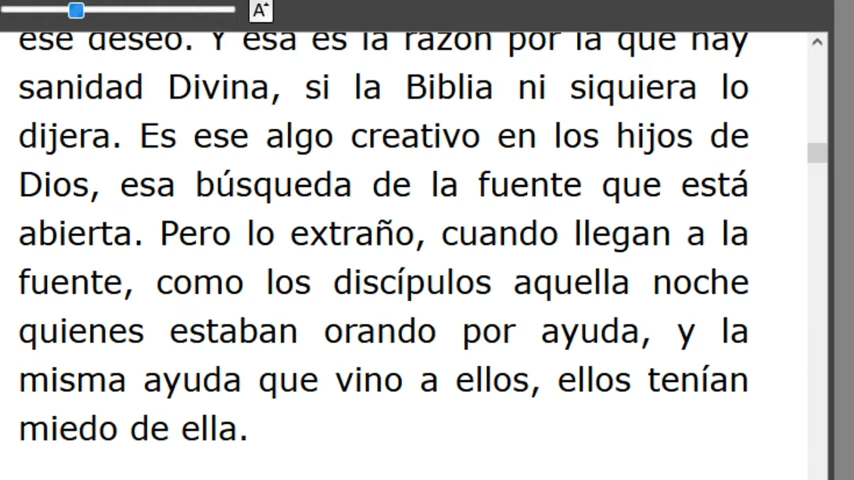 A
ese deseo. Y esa es la razón por la que hay
sanidad Divina, si la Biblia ni siquiera lo
dijera. Es ese algo creativo en los hijos de
Dios, esa búsqueda de la fuente que está
abierta. Pero lo extraño, cuando llegan a la
fuente, como los discípulos aquella noche
quienes estaban orando por ayuda, y la
misma ayuda que vino a ellos, ellos tenían
miedo de ella.